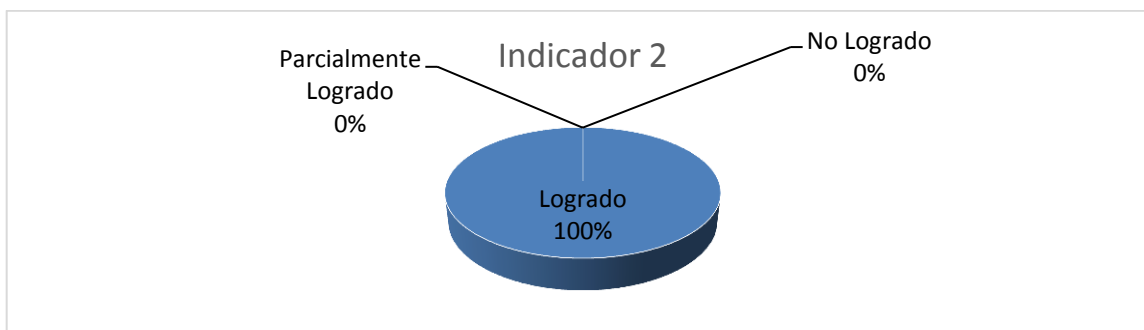 Indicador 2
Parcialmente
Logrado
0%
No Logrado
0%
Logrado
100%